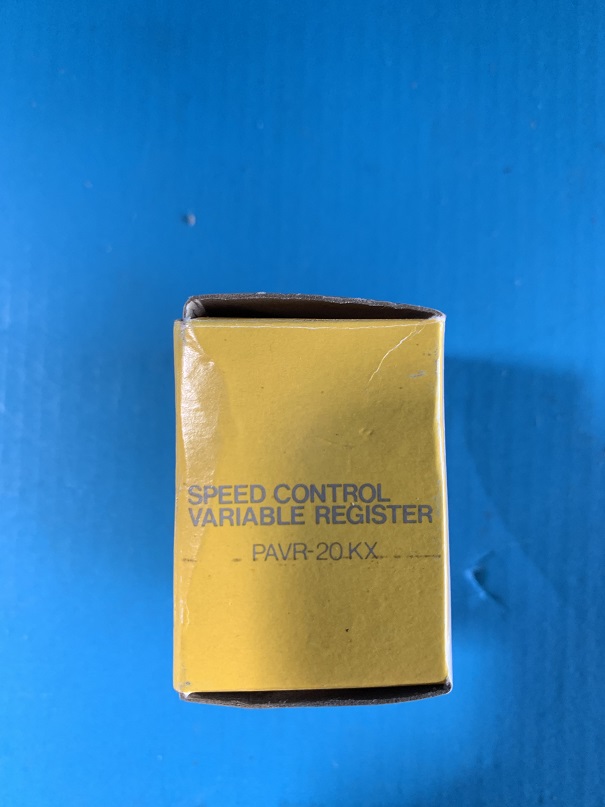 SPEED CONTROL
VARIABLE REGISTER
PAVR-20KX